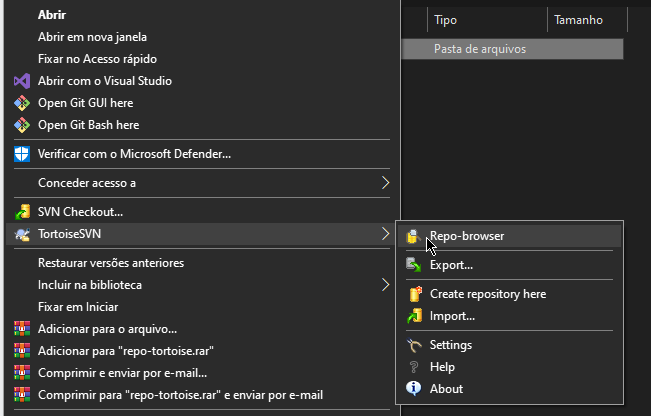 Tipo
Tamanho
Pasta de arquivos
Abrir
Abrir em nova janela
Fixar no Acesso rápido
Abrir com o Visual Studio
Open Git GUI here
Open Git Bash here
Verificar com o Microsoft Defender...
Conceder acesso a
SVN Checkout...
TortoiseSVN
Restaurar versões anteriores
Incluir na biblioteca
Fixar em Iniciar
Adicionar para o arquivo...
Adicionar para "repo-tortoise.rar"
Comprimir e enviar por e-mail...
Comprimir para "repo-tortoise.rar" e enviar por e-mail
Repo-browser
Export...
Create repository here
Import...
Settings
Help
About